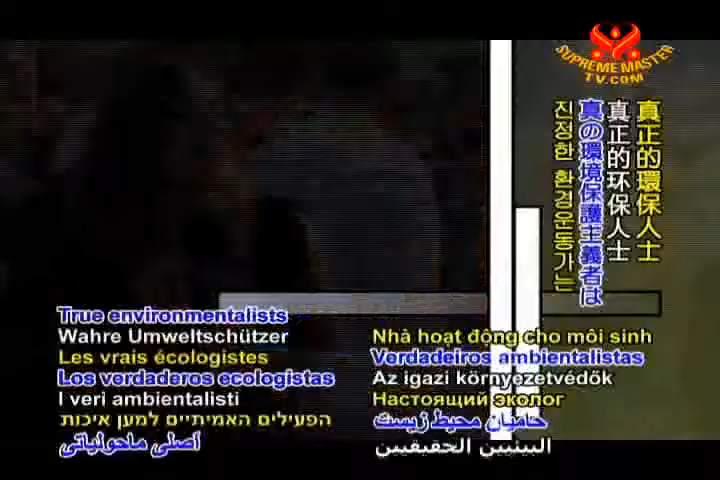 SUPREME MASTER
TV.COM
真正的環保人士
真正的环保人士
真の環境保護主義者は
진정한 환경운동가는
True environmentalists
Wahre Umweltschützer
Les vrais écologistes
Los verdaderos ecologistas
I veri ambientalisti
הפעילים האמיתיים למען איכות
أصلی ماحولیاتی
Nhà hoạt động cho môi sinh
Verdadeiros ambientalistas
Az igazi környezetvédők
Настоящий эколог
حامیان محیط زیست
البيئيين الحقيقيين